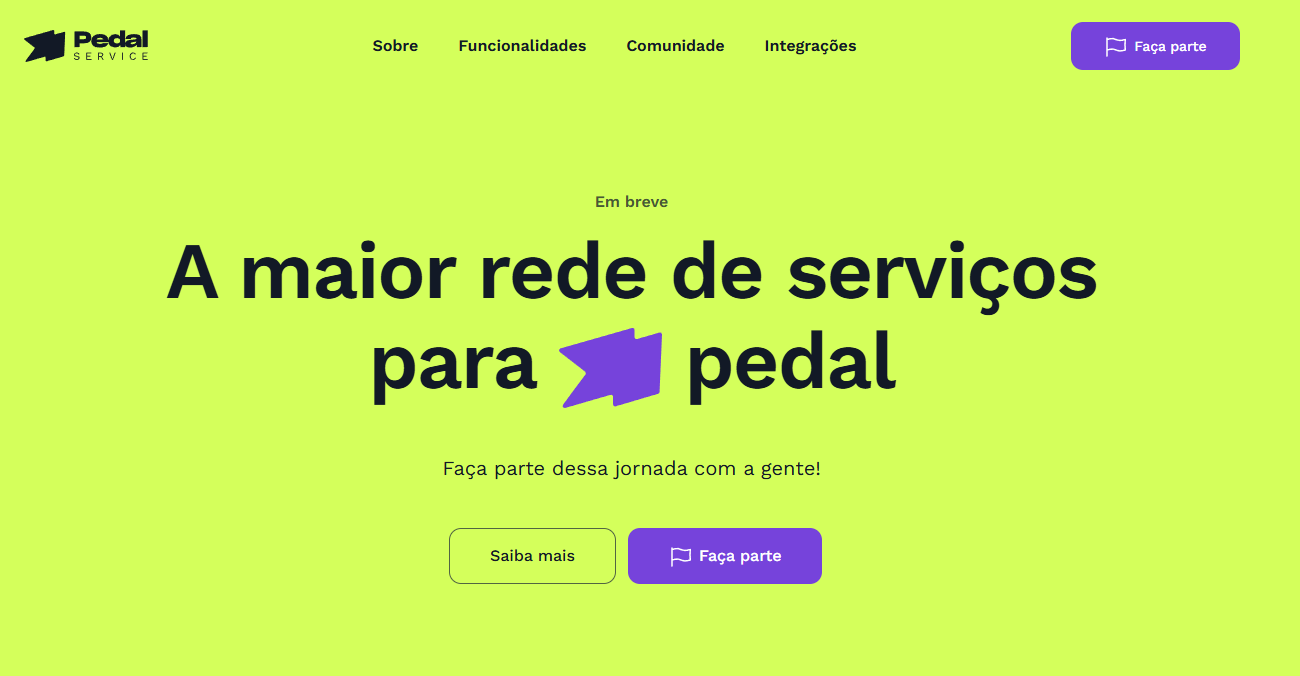 Pedal
SERVICE
Sobre
Funcionalidades
Comunidade
Integrações
Faça parte
Em breve
A maior rede de serviços
para pedal
Faça parte dessa jornada com a gente!
Saiba mais
Faça parte